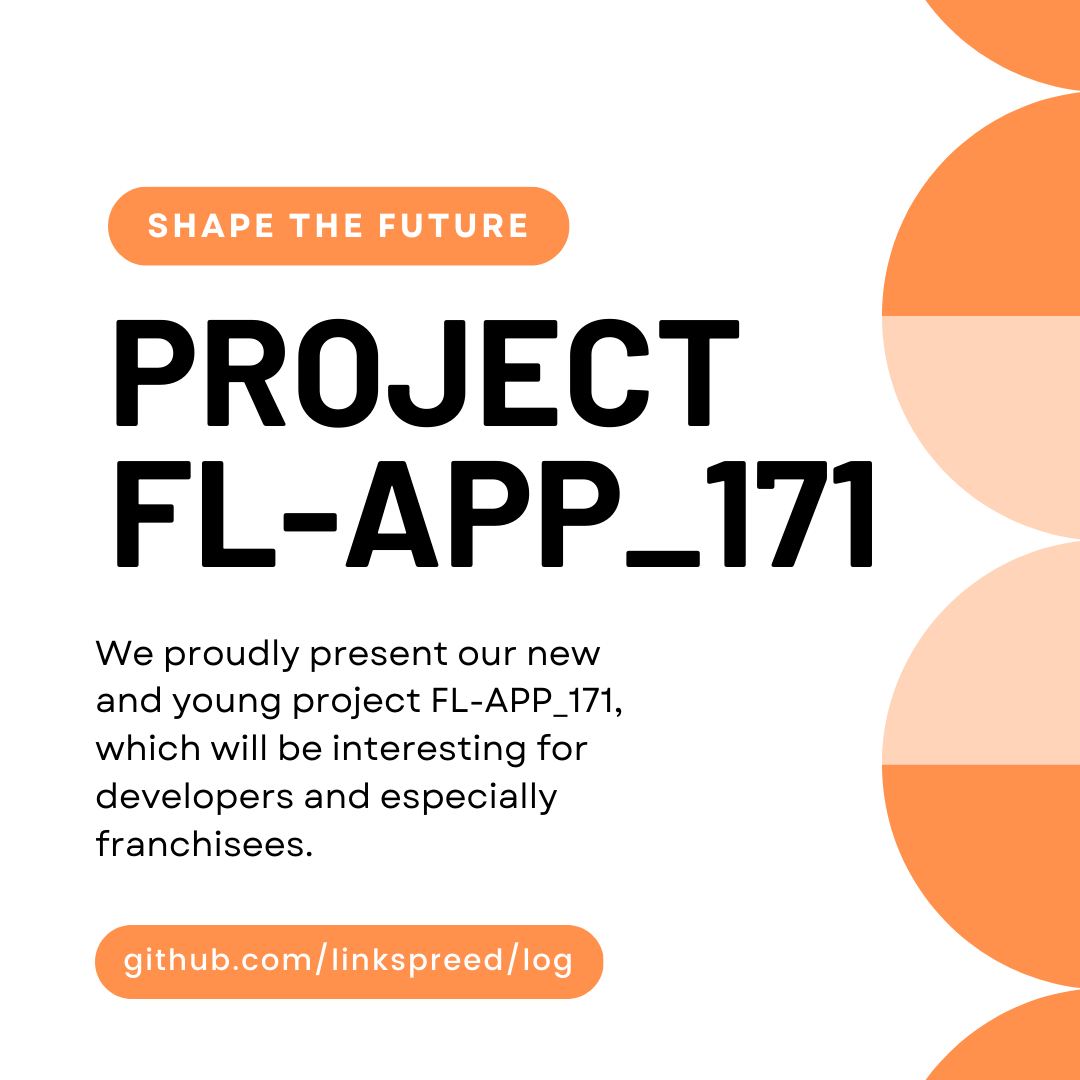 SHAPE THE FUTURE
PROJECT
FL-APP_171
We proudly present our new
and young project FL-APP_171,
which will be interesting for
developers and especially
franchisees.
github.com/linkspreed/log